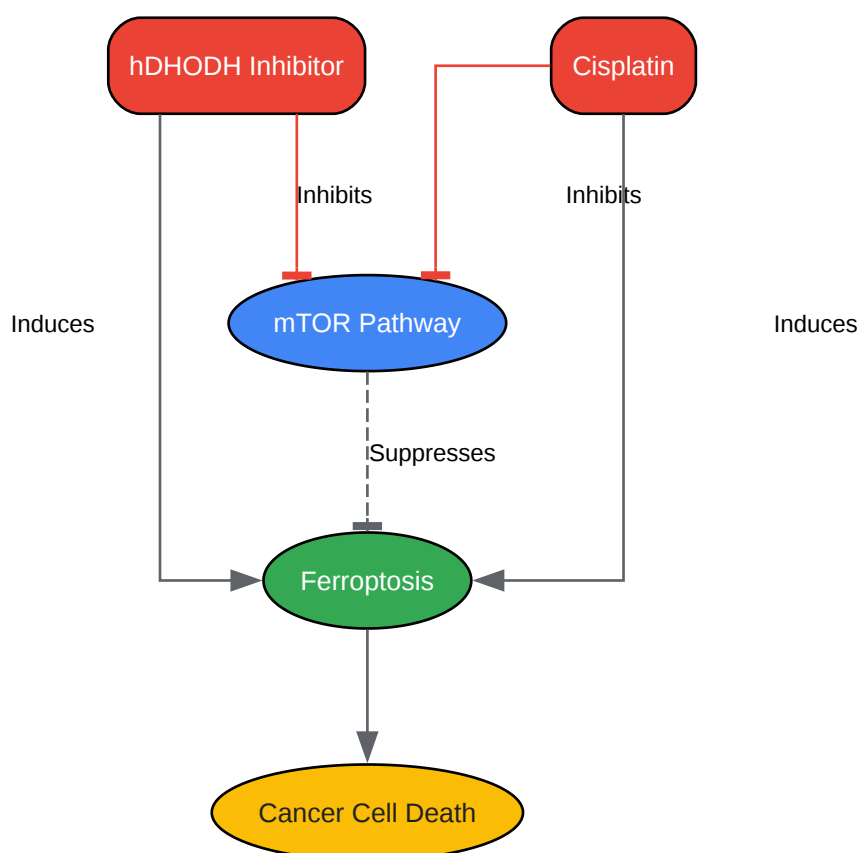 hDHODH Inhibitor
Cisplatin
Inhibits
Inhibits
Induces
mTOR Pathway
Induces
Suppresses
Ferroptosis
Cancer Cell Death